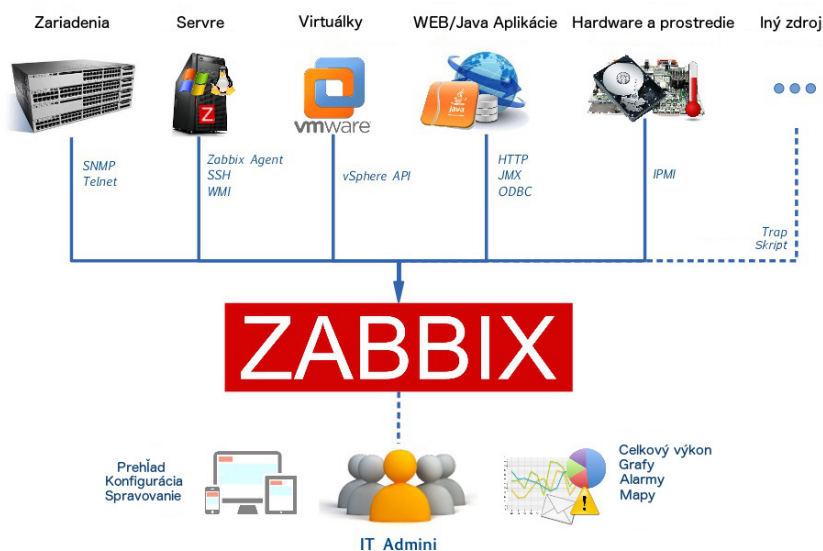 Zariadenia
Servre
Virtuálky
WEB/Java Aplikácie
Hardware a prostredie
Iný zdroj
Z
Java
vmware
SNMP
Telnet
Zabbix Agent
SSH
WMI
vSphere API
HTTP
JMX
ODBC
IPMI
Trap
Skript
ZABBIX
Prehľad
Konfigurácia
Spravovanie
IT Admini
Celkový výkon
Grafy
Alarmy
Mapy